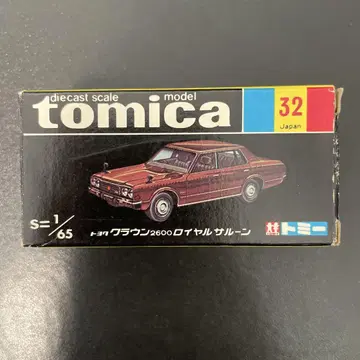 diecast scale model
tomica
32
Japan
S=1/65
トヨタ クラウン2600ロイヤルサルーン
トミー